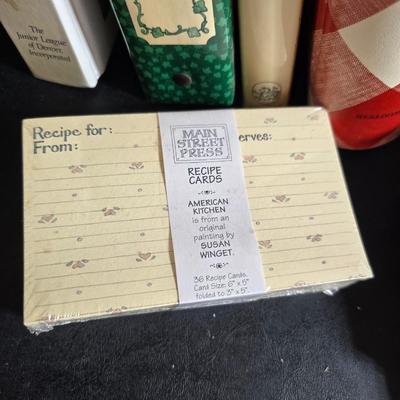 The
Junior League
of Denver,
Incorporated
Recipe for:
From:
erves:
MAIN
STREET
PRESS
RECIPE
CARDS
AMERICAN
KITCHEN
is from an
original
painting by
SUSAN
WINGET.
36 Recipe Cards.
Card Size: 6" x 5"
folded to 3" x 5".